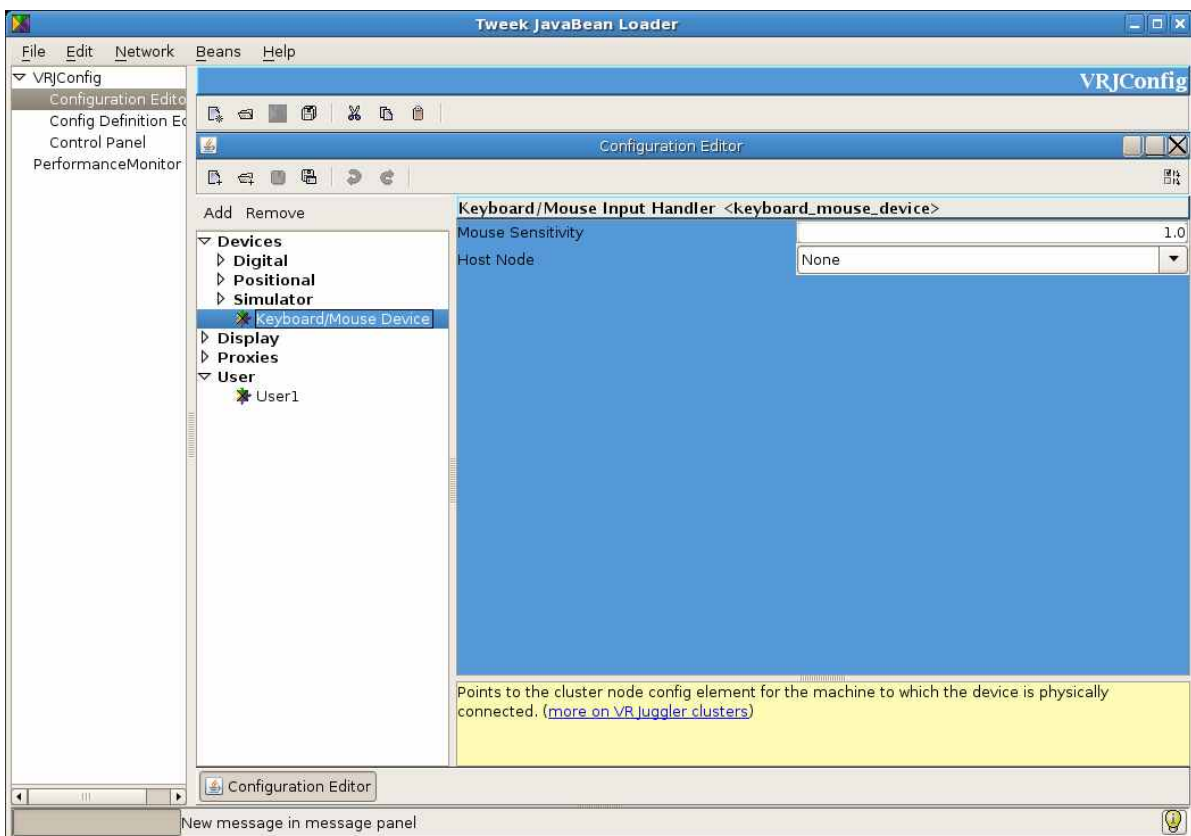 Tweek JavaBean Loader
File Edit Network Beans Help
VRJConfig
Configuration Edito
Config Definition Ed
Control Panel
PerformanceMonitor
VRJConfig
Configuration Editor
Add Remove
Devices
Digital
Positional
Simulator
Keyboard/Mouse Device
Display
Proxies
User
User1
Keyboard/Mouse Input Handler <keyboard_mouse_device>
Mouse Sensitivity 1.0
Host Node None
Points to the cluster node config element for the machine to which the device is physically
connected. (more on VR Juggler clusters)
Configuration Editor
New message in message panel